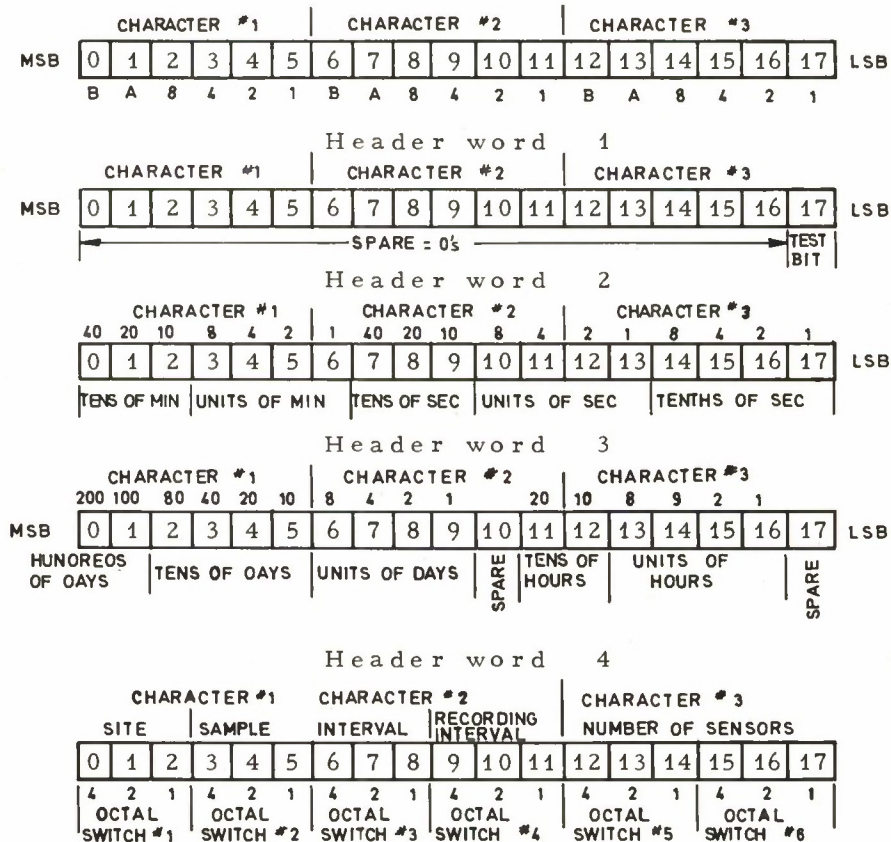 CHARACTER #1 CHARACTER #2 CHARACTER #3
MSB 0 1 2 3 4 5 6 7 8 9 10 11 12 13 14 15 16 17 LSB
B A 8 4 2 1 B A 8 4 2 1 B A 8 4 2 1
Header word 1
CHARACTER #1 CHARACTER #2 CHARACTER #3
MSB 0 1 2 3 4 5 6 7 8 9 10 11 12 13 14 15 16 17 LSB
SPARE = 0's TEST
BIT
Header word 2
CHARACTER #1 CHARACTER #2 CHARACTER #3
40 20 10 8 4 2 1 40 20 10 8 4 2 1 8 4 2 1
0 1 2 3 4 5 6 7 8 9 10 11 12 13 14 15 16 17 LSB
TENS OF MIN UNITS OF MIN TENS OF SEC UNITS OF SEC TENTHS OF SEC
Header word 3
CHARACTER #1 CHARACTER #2 CHARACTER #3
200 100 80 40 20 10 8 4 2 1 20 10 8 9 2 1
MSB 0 1 2 3 4 5 6 7 8 9 10 11 12 13 14 15 16 17 LSB
HUNDREOS
OF OAYS TENS OF OAYS UNITS OF DAYS SPARE TENS OF
HOURS UNITS OF
HOURS SPARE
Header word 4
CHARACTER #1 CHARACTER #2 CHARACTER #3
SITE SAMPLE INTERVAL RECORDING
INTERVAL NUMBER OF SENSORS
0 1 2 3 4 5 6 7 8 9 10 11 12 13 14 15 16 17
4 2 1 4 2 1 4 2 1 4 2 1 4 2 1 4 2 1
OCTAL OCTAL OCTAL OCTAL OCTAL OCTAL
SWITCH #1 SWITCH #2 SWITCH #3 SWITCH #4 SWITCH #5 SWITCH #6